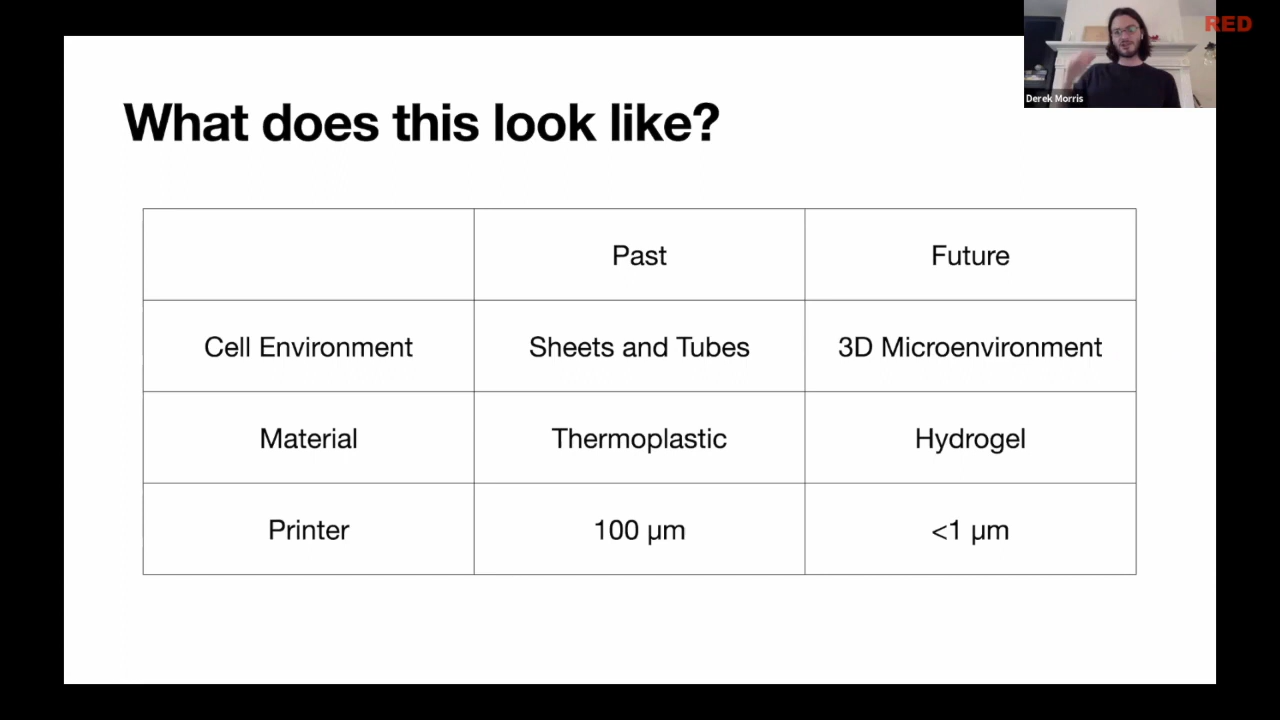 RED
Derek Morris
What does this look like?
Past Future
Cell Environment Sheets and Tubes 3D Microenvironment
Material Thermoplastic Hydrogel
Printer 100 µm <1 µm